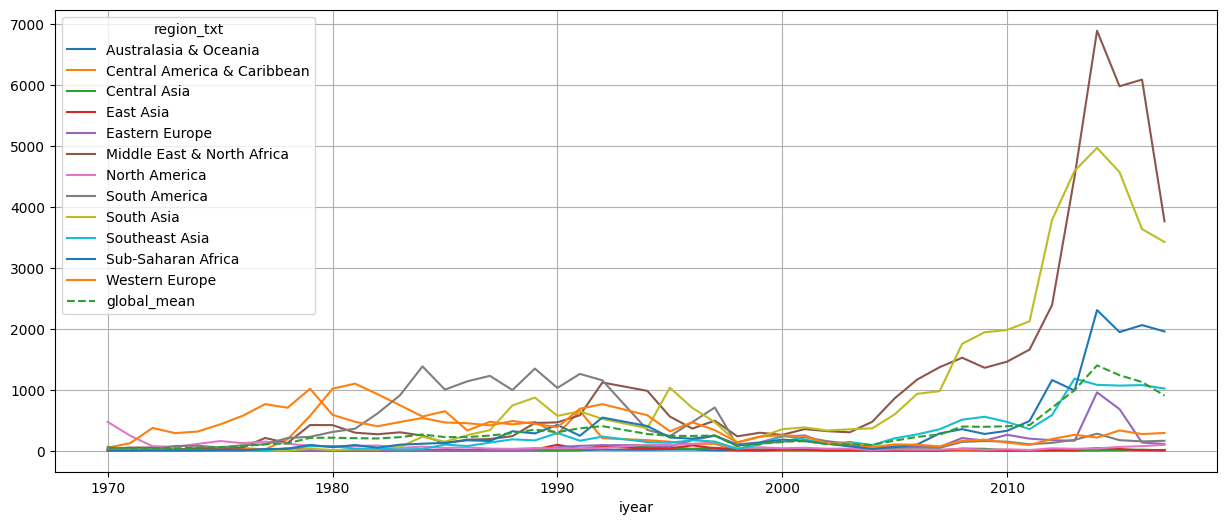 7000
6000
5000
4000
3000
2000
1000
0
region_txt
Australasia & Oceania
Central America & Caribbean
Central Asia
East Asia
Eastern Europe
Middle East & North Africa
North America
South America
South Asia
Southeast Asia
Sub-Saharan Africa
Western Europe
global_mean
1970 1980 1990 2000 2010
iyear